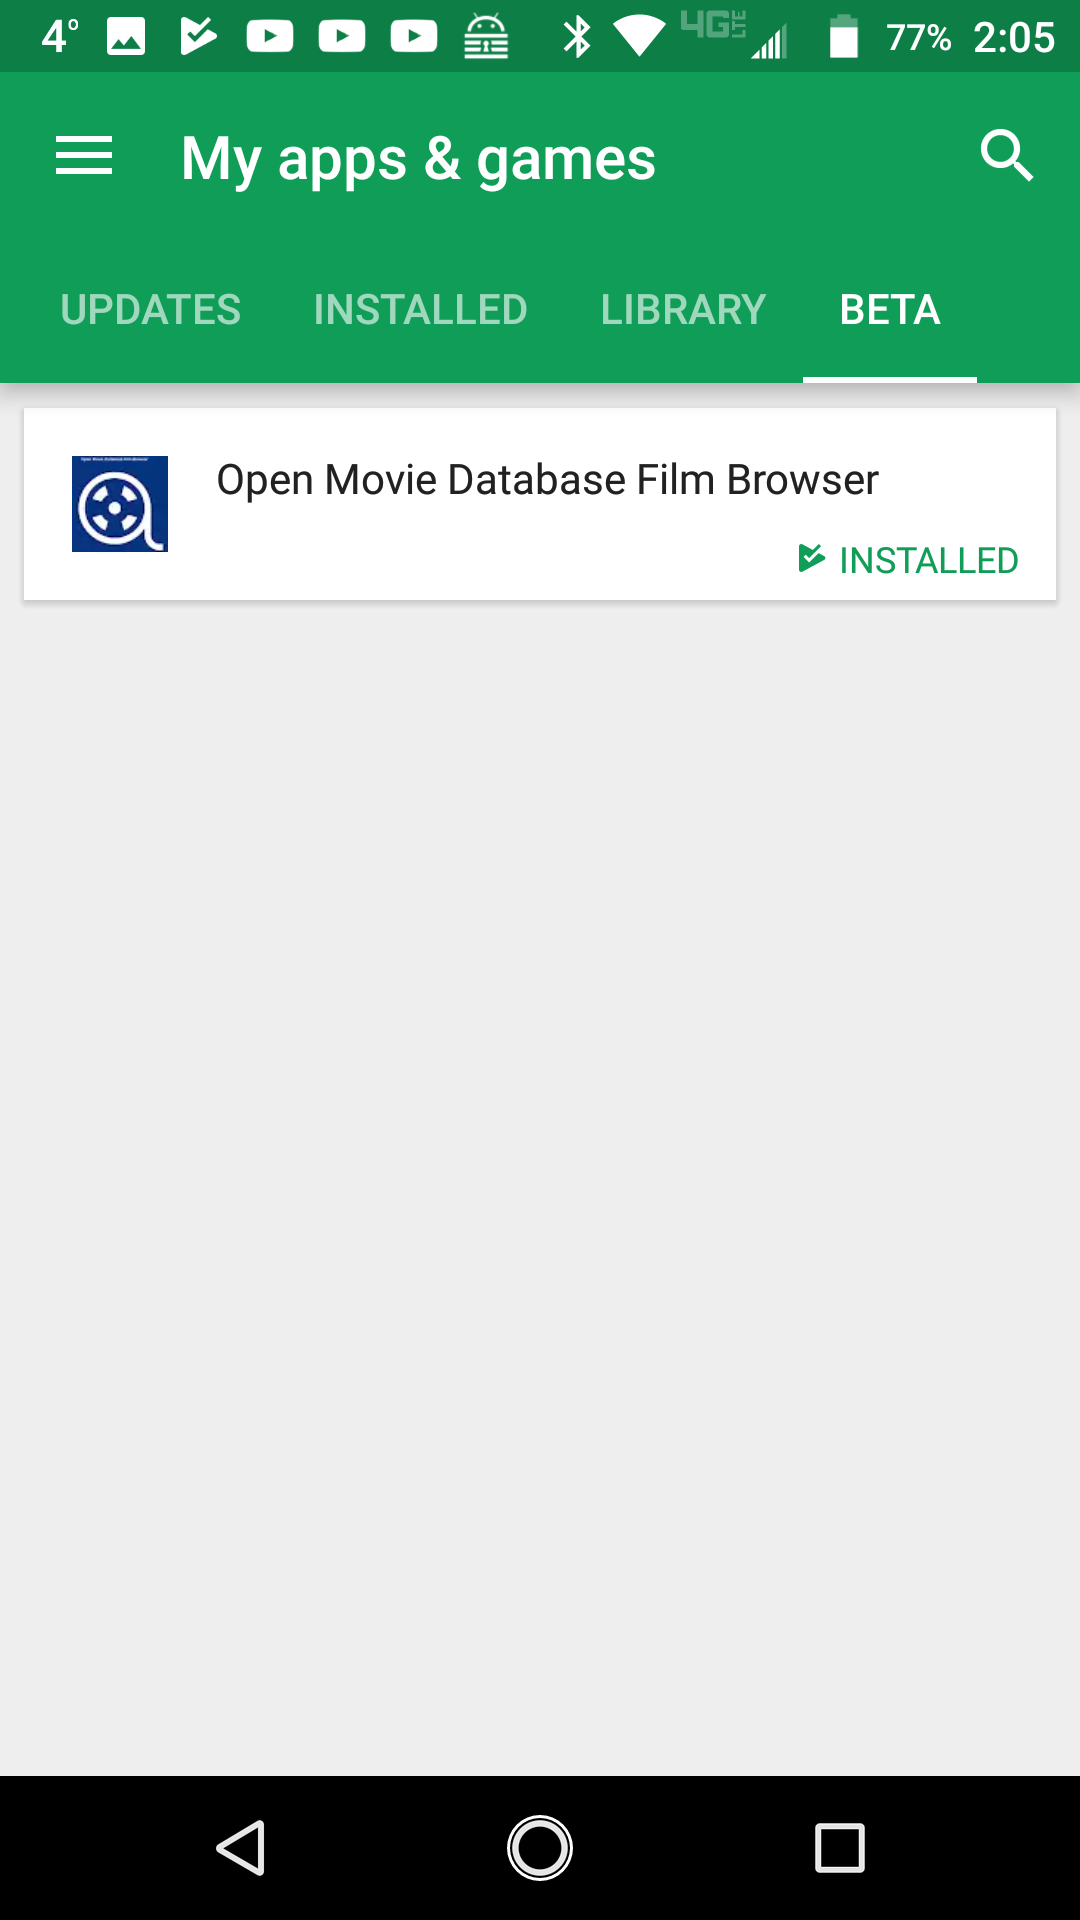 4° 4G LTE 77% 2:05
My apps & games
UPDATES INSTALLED LIBRARY BETA
Open Movie Database Film Browser
INSTALLED